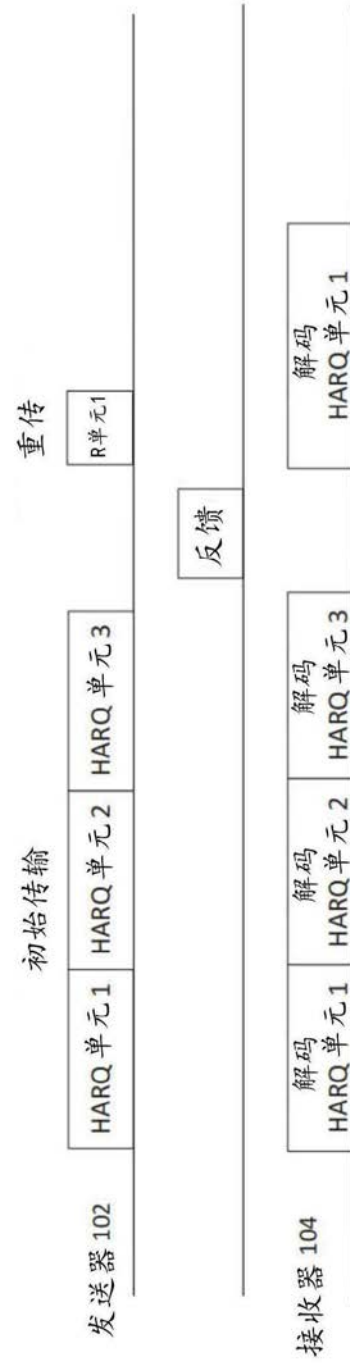 初始传输
重传
发送器 102
HARQ 单元 1
HARQ 单元 2
HARQ 单元 3
R单元1
反馈
接收器 104
解码
HARQ 单元 1
解码
HARQ 单元 2
解码
HARQ 单元 3
解码
HARQ 单元 1